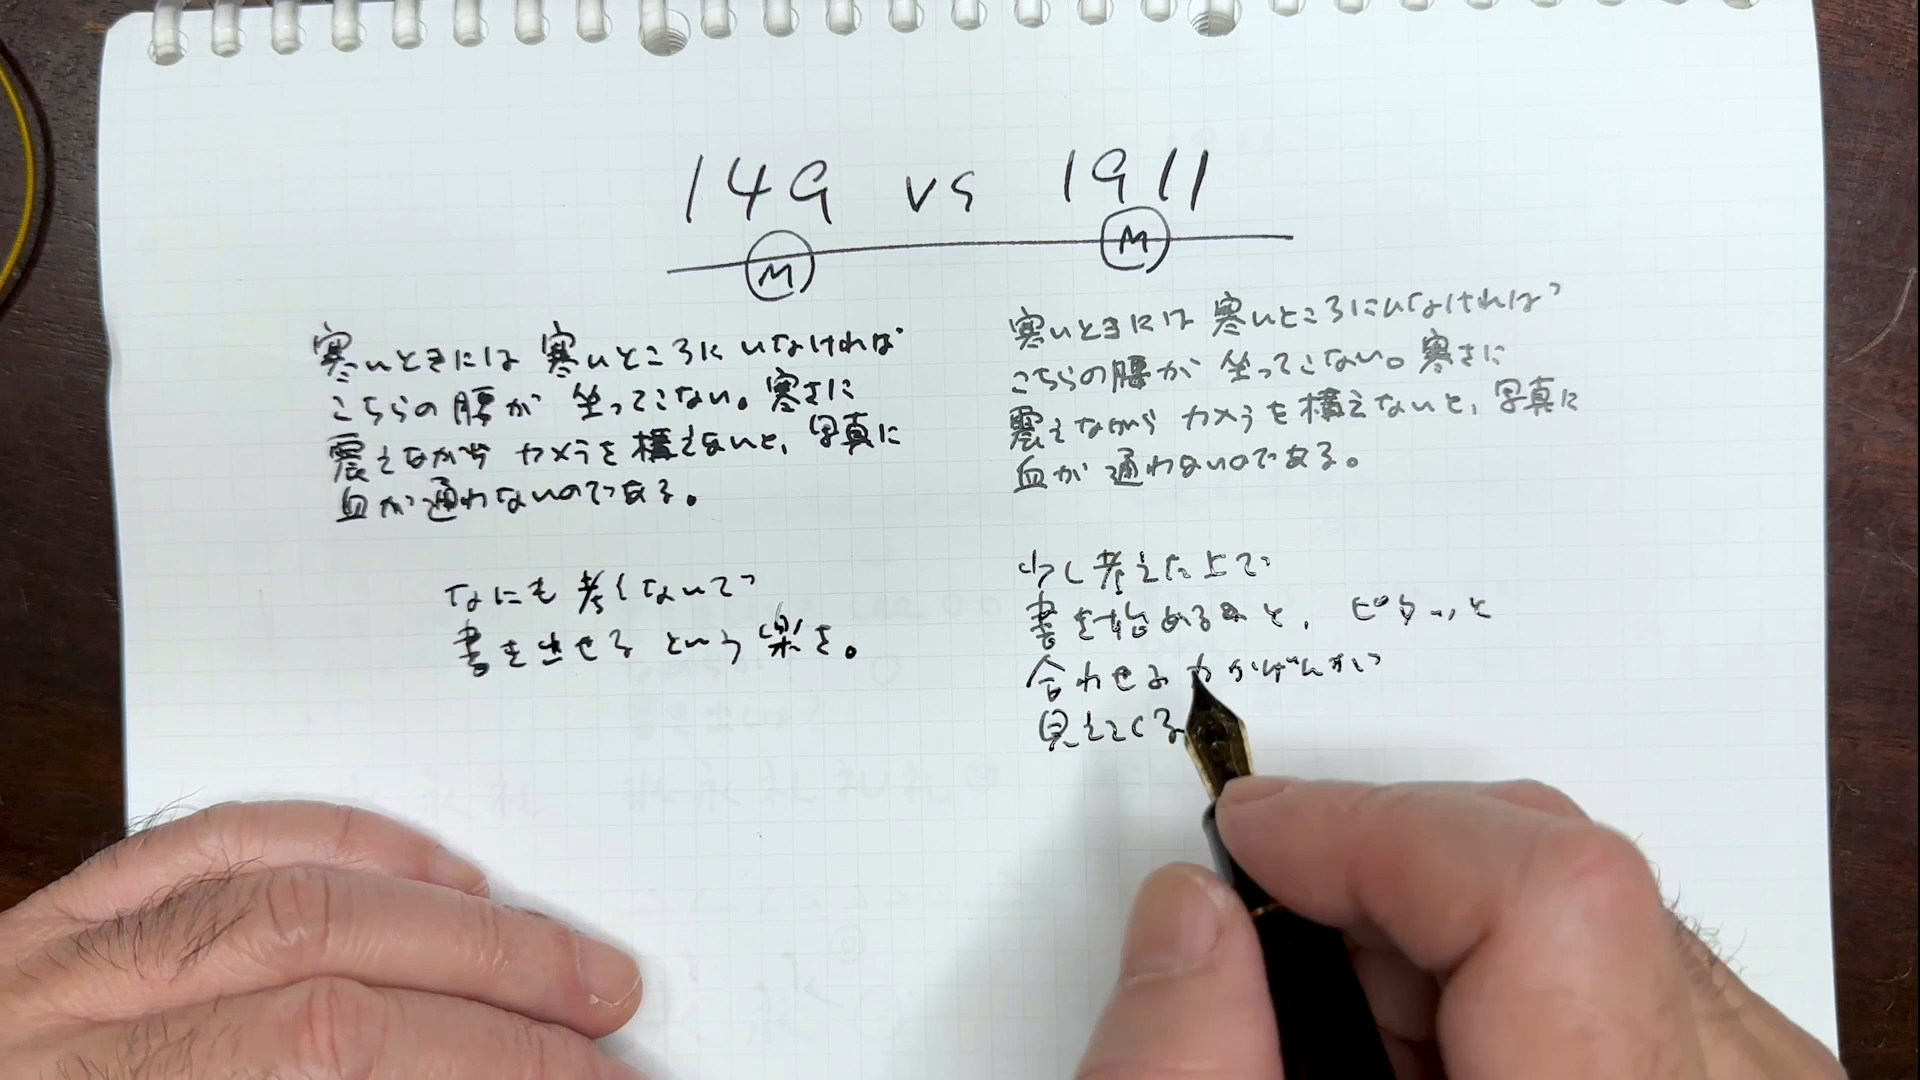 149 vs 1911
M M
寒いときには寒いところにいなければ
こちらの腰が坐ってこない。寒さに
震えながら カメラを構えないと、写真に
血が通わないのである。
なにも考えないで
書き出せるという楽さ。
寒いときには寒いところにいなければ
こちらの腰が坐ってこない。寒さに
震えながら カメラを構えないと、写真に
血が通わないのである。
少し考えた上で
書き始めると、ピタッと
合わせ かげんが
見えてくる